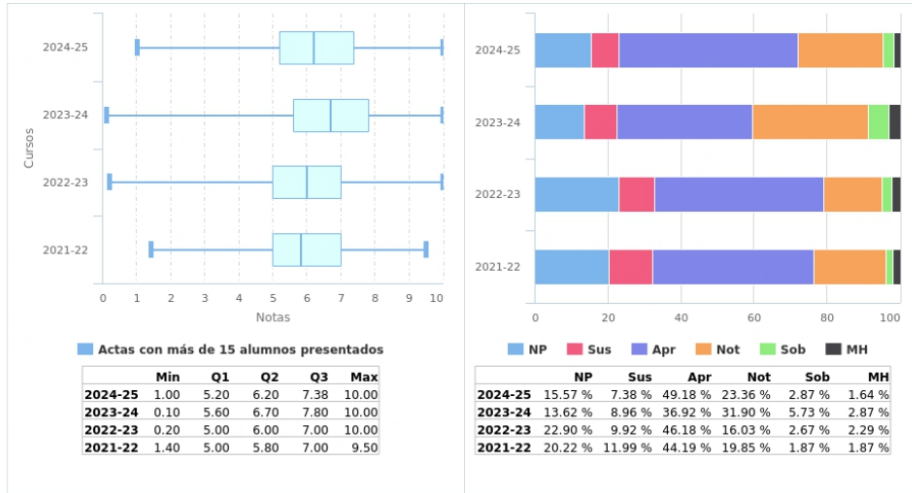 2024-25
2023-24
2022-23
2021-22
Cursos
0 1 2 3 4 5 6 7 8 9 10
Notas
Actas con más de 15 alumnos presentados
Min Q1 Q2 Q3 Max
2024-25 1.00 5.20 6.20 7.38 10.00
2023-24 0.10 5.60 6.70 7.80 10.00
2022-23 0.20 5.00 6.00 7.00 10.00
2021-22 1.40 5.00 5.80 7.00 9.50
2024-25
2023-24
2022-23
2021-22
0 20 40 60 80 100
NP Sus Apr Not Sob MH
NP Sus Apr Not Sob MH
2024-25 15.57 % 7.38 % 49.18 % 23.36 % 2.87 % 1.64 %
2023-24 13.62 % 8.96 % 36.92 % 31.90 % 5.73 % 2.87 %
2022-23 22.90 % 9.92 % 46.18 % 16.03 % 2.67 % 2.29 %
2021-22 20.22 % 11.99 % 44.19 % 19.85 % 1.87 % 1.87 %